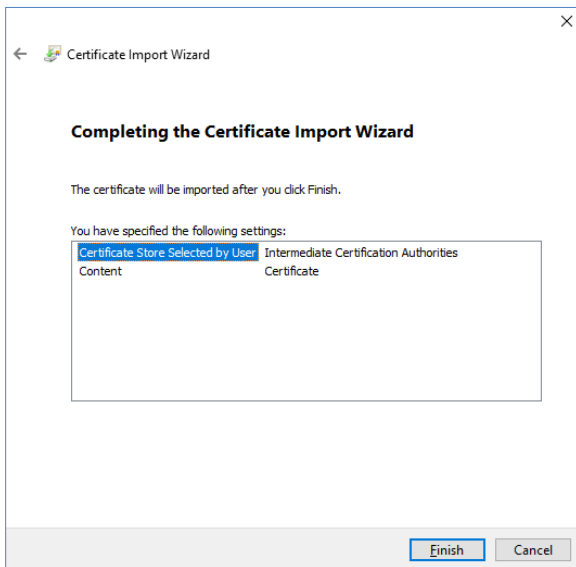 Certificate Import Wizard
Completing the Certificate Import Wizard
The certificate will be imported after you click Finish.
You have specified the following settings:
Certificate Store Selected by User Intermediate Certification Authorities
Content Certificate
Finish Cancel